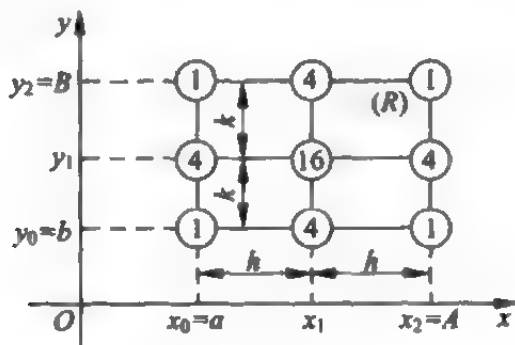 y
y₂=B 1 4 1
(R)
k
y₁ 4 16 4
k
y₀=b 1 4 1
h h
O x₀=a x₁ x₂=A x